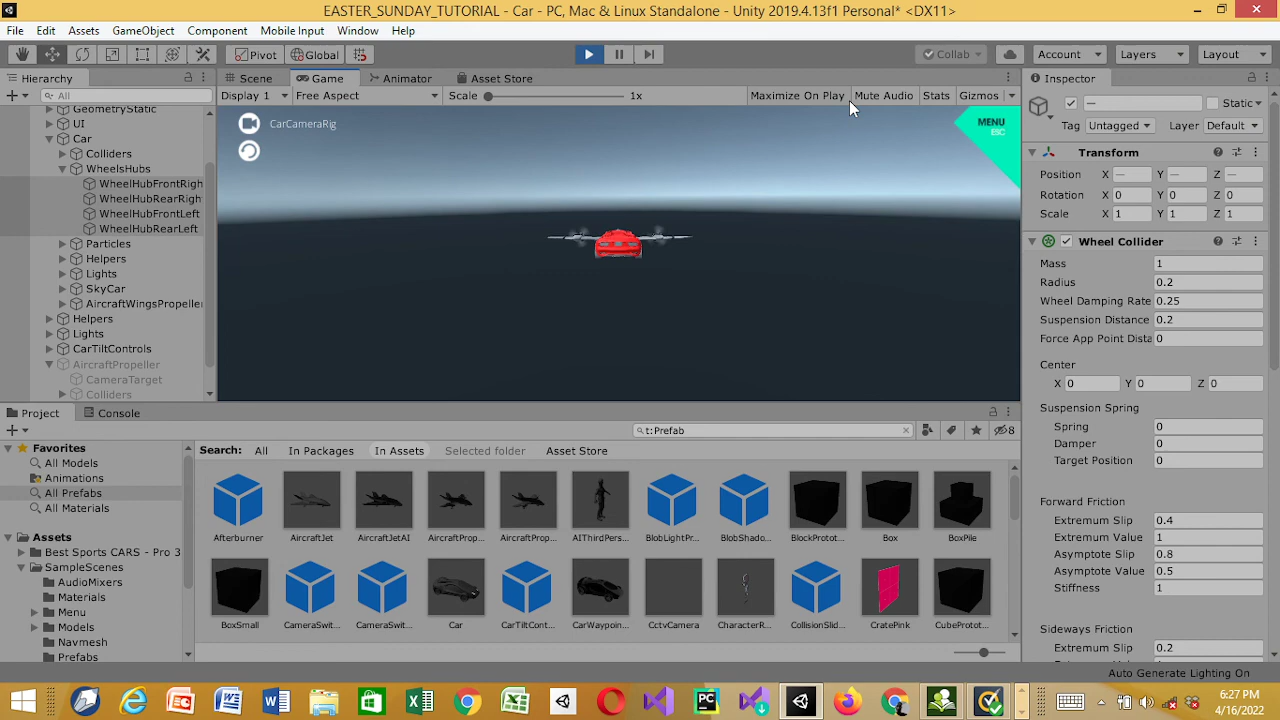 EASTER_SUNDAY_TUTORIAL - Car - PC, Mac & Linux Standalone - Unity 2019.4.13f1 Personal* <DX11>
File Edit Assets GameObject Component Mobile Input Window Help
Pivot Global Collab Account Layers Layout
Hierarchy Scene Game Animator Asset Store Inspector
All Display 1 Free Aspect Scale 1x Maximize On Play Mute Audio Stats Gizmos
— Static
GeometryStatic
UI
Car
Colliders
WheelsHubs
WheelHubFrontRigh
WheelHubRearRigh
WheelHubFrontLeft
WheelHubRearLeft
Particles
Helpers
Lights
SkyCar
AircraftWingsPropeller
Helpers
Lights
CarTiltControls
AircraftPropeller
CameraTarget
Colliders
CarCameraRig
MENU
ESC
Tag Untagged Layer Default
Transform
Position X — Y — Z —
Rotation X 0 Y 0 Z 0
Scale X 1 Y 1 Z 1
Wheel Collider
Mass 1
Radius 0.2
Wheel Damping Rate 0.25
Suspension Distance 0.2
Force App Point Dista 0
Center
X 0 Y 0 Z 0
Suspension Spring
Spring 0
Damper 0
Target Position 0
Forward Friction
Extremum Slip 0.4
Extremum Value 1
Asymptote Slip 0.8
Asymptote Value 0.5
Stiffness 1
Sideways Friction
Extremum Slip 0.2
Project Console
t:Prefab 8
Favorites
All Models
Animations
All Prefabs
All Materials
Assets
Best Sports CARS - Pro 3
SampleScenes
AudioMixers
Materials
Menu
Models
Navmesh
Prefabs
Search: All In Packages In Assets Selected folder Asset Store
Afterburner AircraftJet AircraftJetAI AircraftProp... AircraftProp... AIThirdPers... BlobLightPr... BlobShado... BlockProtot... Box BoxPile
BoxSmall CameraSwit... CameraSwit... Car CarTiltCont... CarWaypoin... CctvCamera CharacterR... CollisionSlid... CratePink CubeProtot...
Auto Generate Lighting On
6:27 PM
4/16/2022